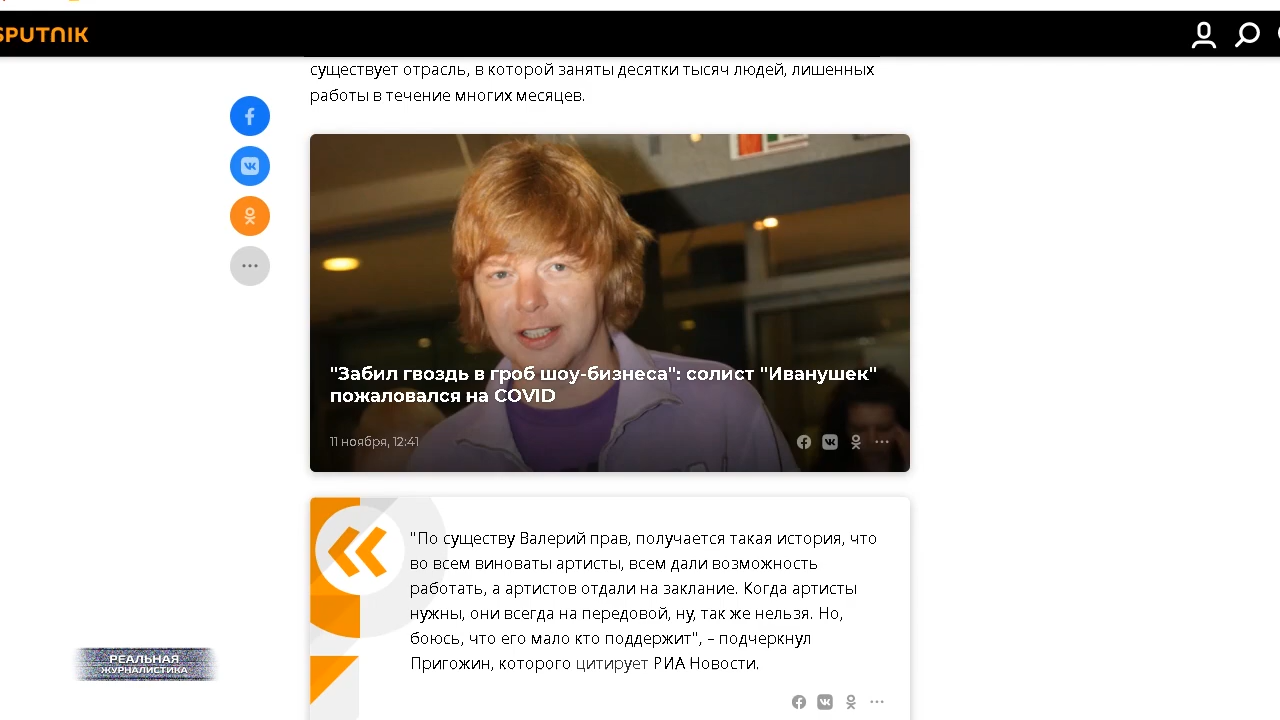 SPUTNIK
существует отрасль, в которой заняты десятки тысяч людей, лишенных
работы в течение многих месяцев.
"Забил гвоздь в гроб шоу-бизнеса": солист "Иванушек"
пожаловался на COVID
11 ноября, 12:41
"По существу Валерий прав, получается такая история, что
во всем виноваты артисты, всем дали возможность
работать, а артистов отдали на заклание. Когда артисты
нужны, они всегда на передовой, ну, так же нельзя. Но,
боюсь, что его мало кто поддержит", – подчеркнул
Пригожин, которого цитирует РИА Новости.
РЕАЛЬНАЯ
ЖУРНАЛИСТИКА